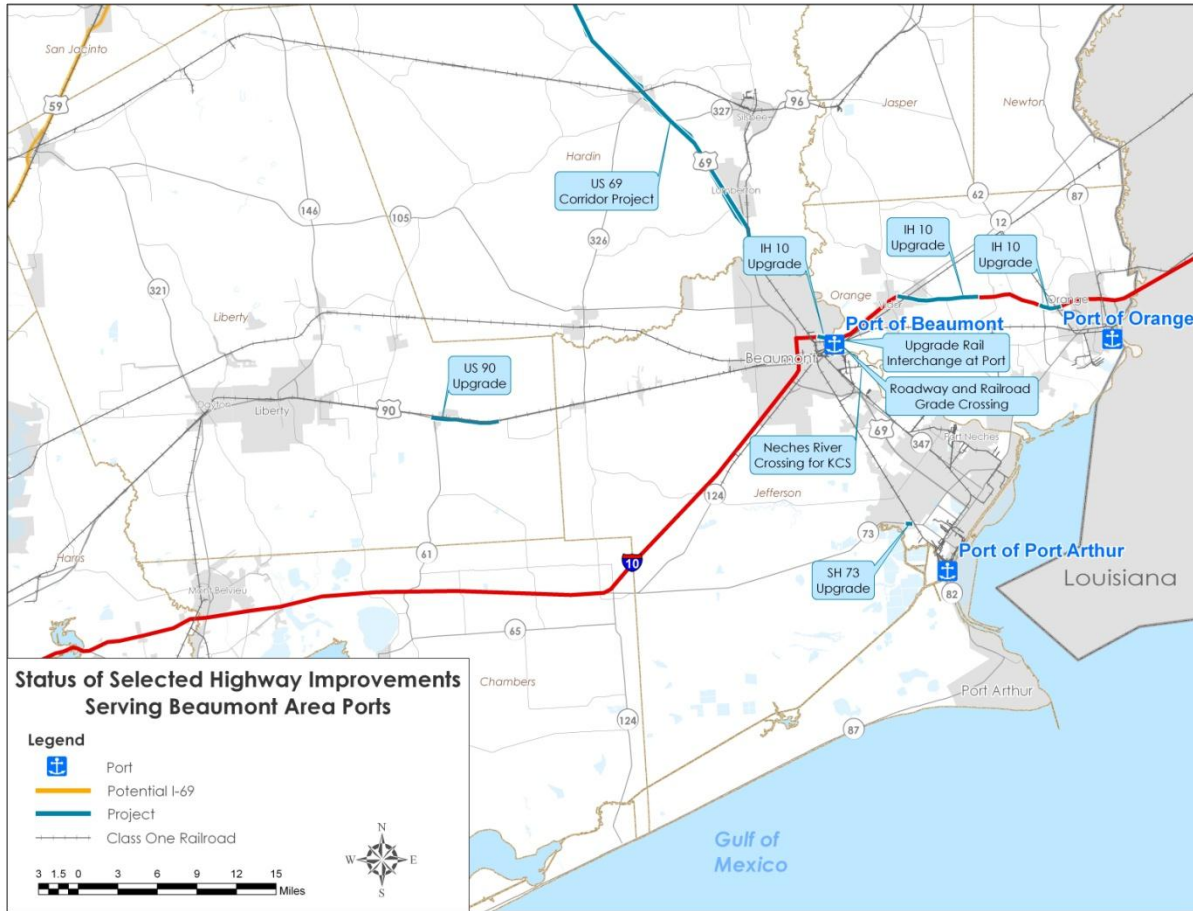 San Jacinto
59
327
96
Silsbee
Jasper
Newton
Hardin
69
US 69
Corridor Project
Lumberton
62
87
12
146
105
326
IH 10
Upgrade
IH 10
Upgrade
IH 10
Upgrade
321
Liberty
Orange
Vidor
Orange
Port of Beaumont
Port of Orange
Upgrade Rail
Interchange at Port
Beaumont
US 90
Upgrade
Roadway and Railroad
Grade Crossing
Dayton
Liberty
90
69
347
Port Neches
Neches River
Crossing for KCS
124
Jefferson
73
Harris
61
10
Port of Port Arthur
SH 73
Upgrade
Louisiana
Mont Belvieu
82
65
Chambers
Port Arthur
124
87
Gulf of
Mexico
Status of Selected Highway Improvements
Serving Beaumont Area Ports
Legend
Port
Potential I-69
Project
Class One Railroad
N
W E
S
3 1.5 0 3 6 9 12 15
Miles